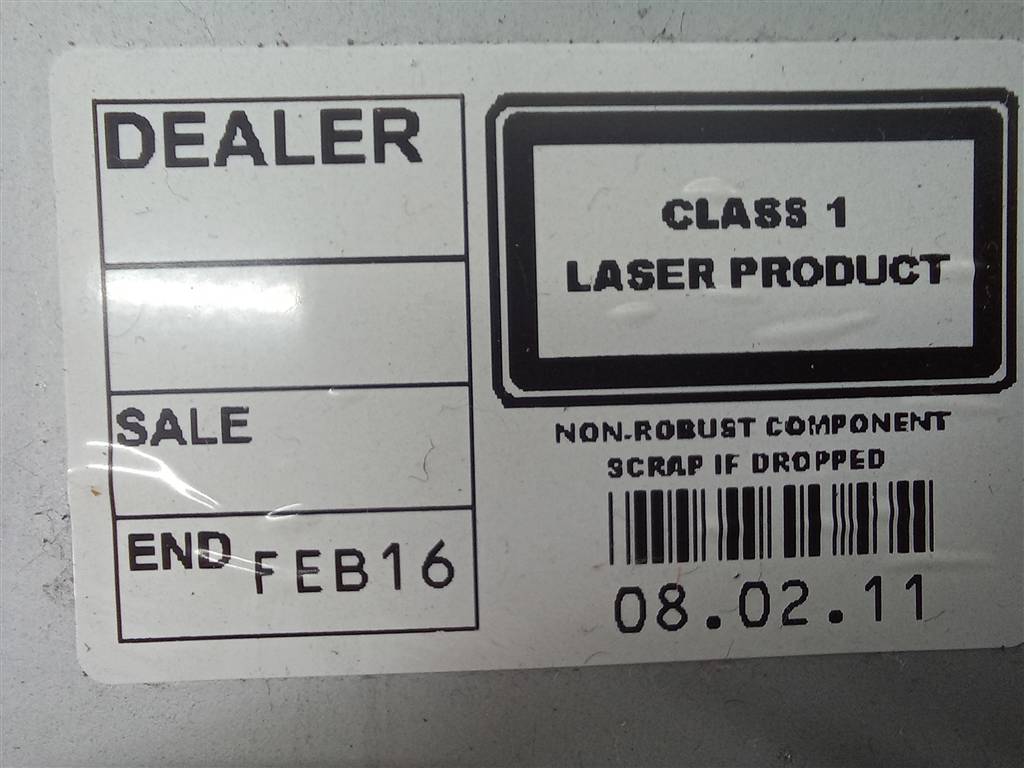 DEALER
SALE
END FEB16
CLASS 1
LASER PRODUCT
NON-ROBUST COMPONENT
SCRAP IF DROPPED
08.02.11